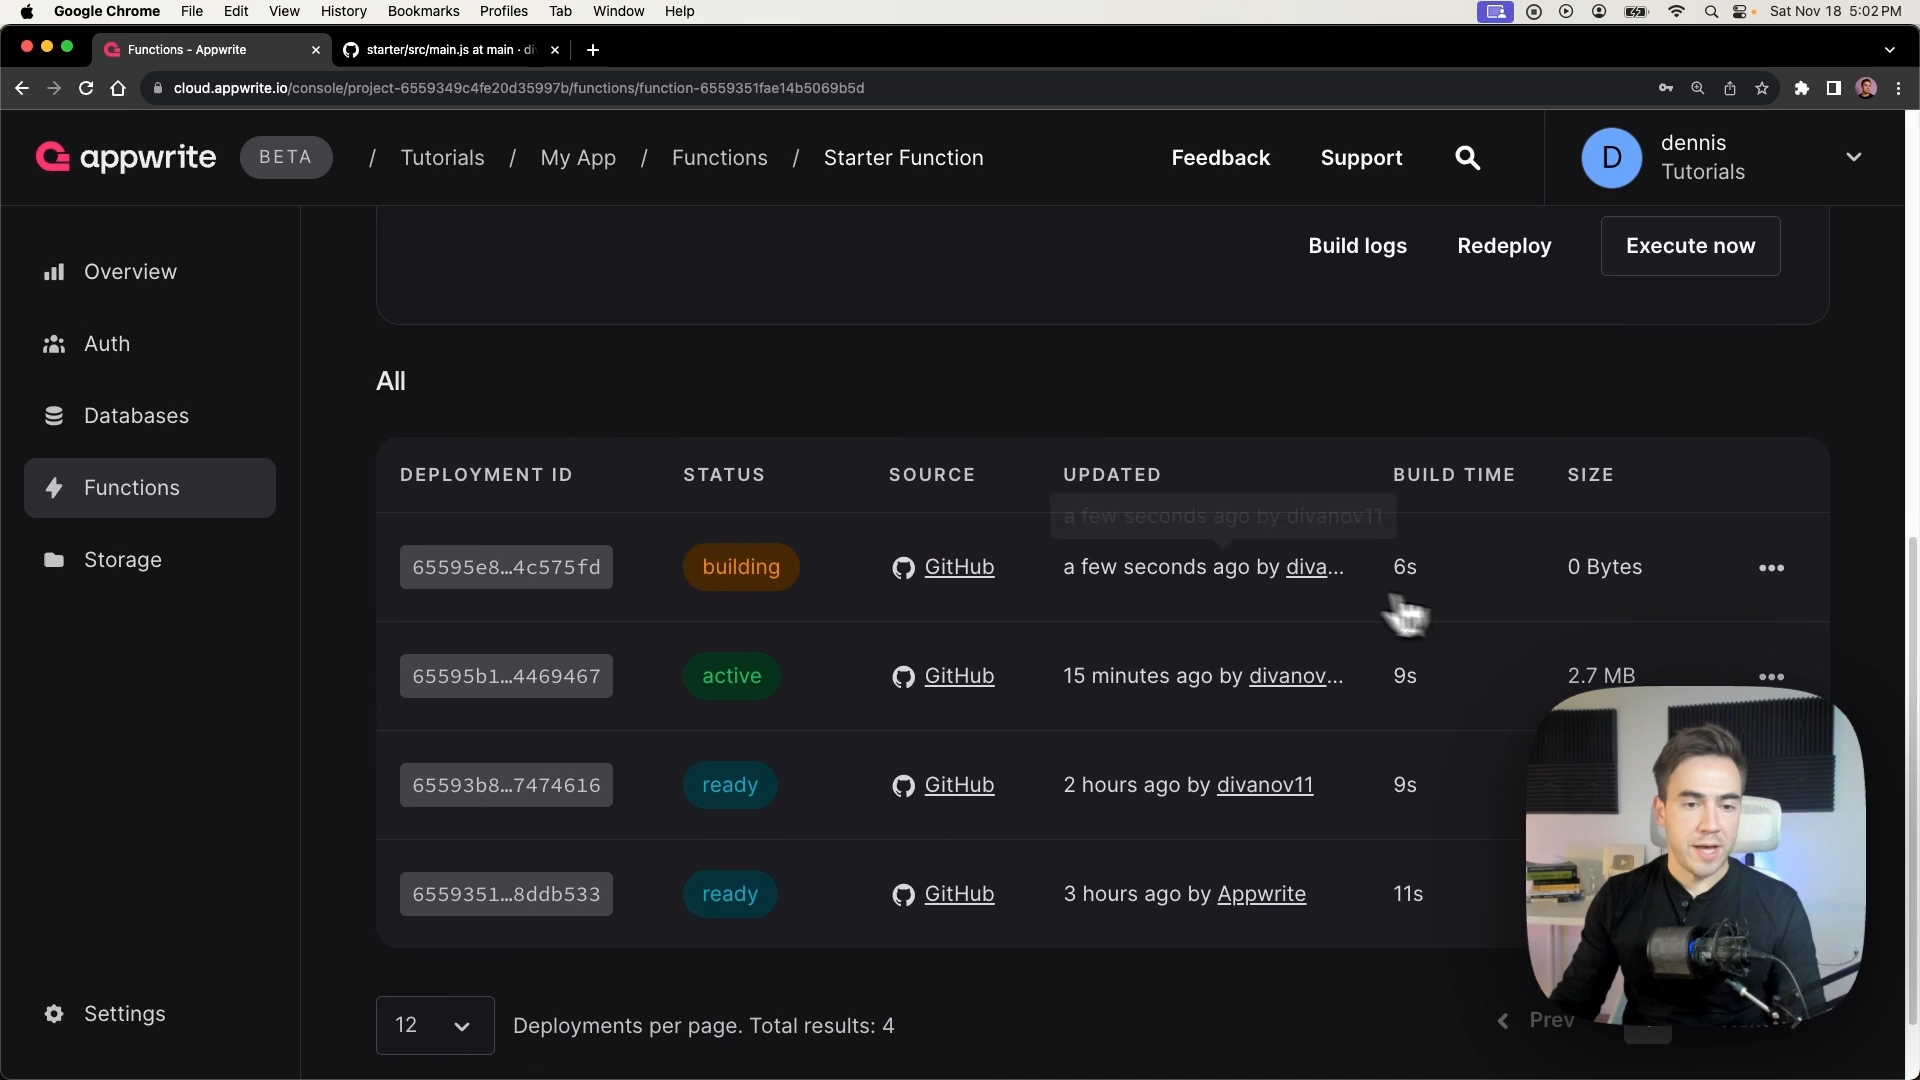 Google Chrome File Edit View History Bookmarks Profiles Tab Window Help Sat Nov 18 5:02 PM
Functions - Appwrite
starter/src/main.js at main · di
cloud.appwrite.io/console/project-6559349c4fe20d35997b/functions/function-6559351fae14b5069b5d
appwrite BETA / Tutorials / My App / Functions / Starter Function Feedback Support
D dennis
Tutorials
Overview
Auth
Databases
Functions
Storage
Settings
Build logs Redeploy Execute now
All
DEPLOYMENT ID STATUS SOURCE UPDATED BUILD TIME SIZE
a few seconds ago by divanov11
65595e8...4c575fd building GitHub a few seconds ago by diva... 6s 0 Bytes
65595b1...4469467 active GitHub 15 minutes ago by divanov... 9s 2.7 MB
65593b8...7474616 ready GitHub 2 hours ago by divanov11 9s
6559351...8ddb533 ready GitHub 3 hours ago by Appwrite 11s
12 Deployments per page. Total results: 4
Prev